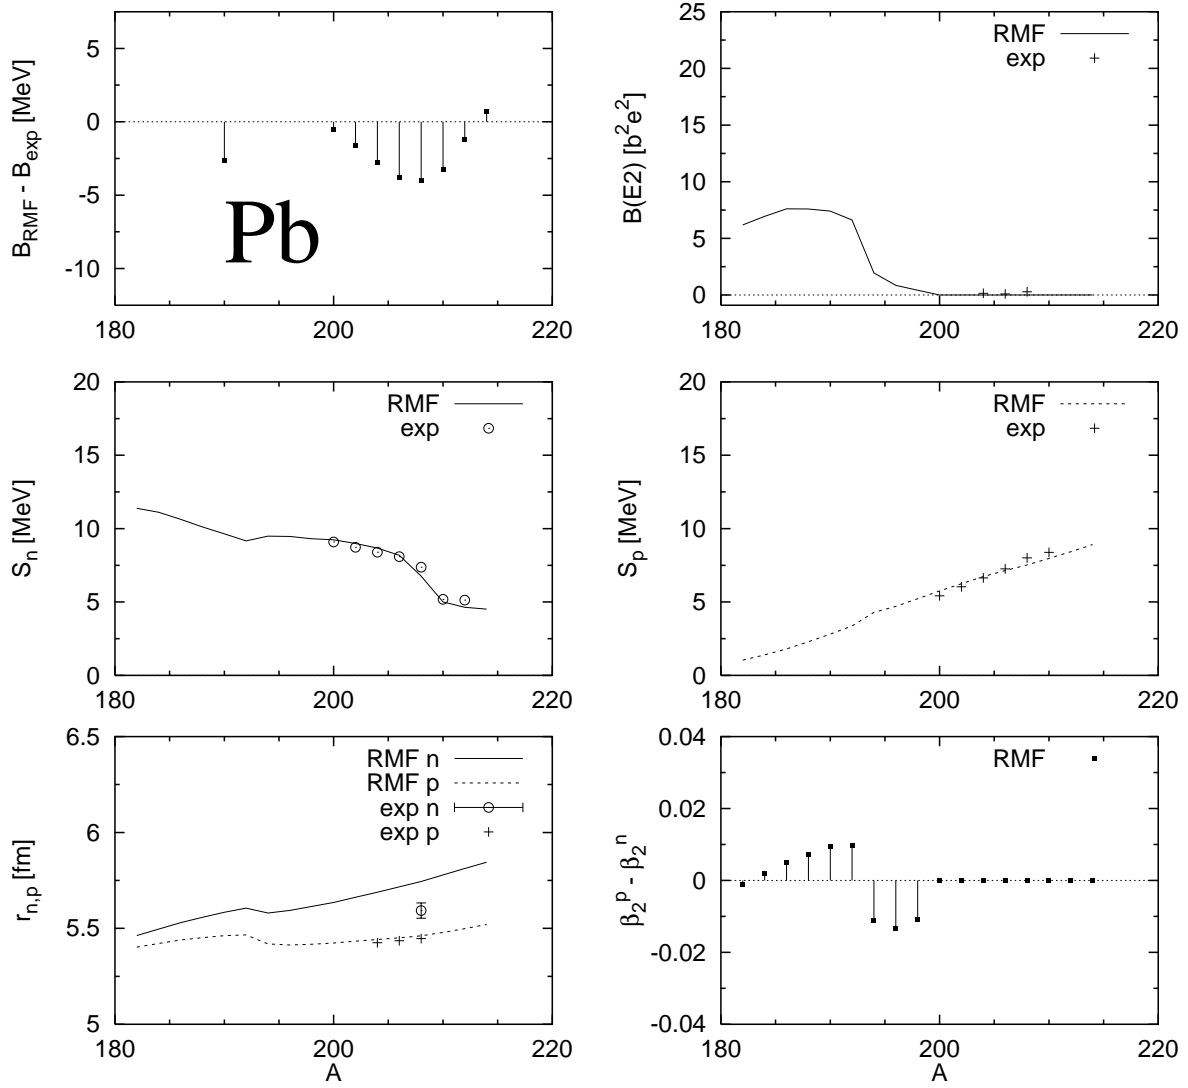 B_RMF - B_exp [MeV]
5
0
-5
-10
Pb
180
200
220
B(E2) [b^2e^2]
25
20
15
10
5
0
RMF
exp
180
200
220
S_n [MeV]
20
15
10
5
0
RMF
exp
180
200
220
S_p [MeV]
20
15
10
5
0
RMF
exp
180
200
220
r_n,p [fm]
6.5
6
5.5
5
RMF n
RMF p
exp n
exp p
180
200
220
A
β_2^p - β_2^n
0.04
0.02
0
-0.02
-0.04
RMF
180
200
220
A